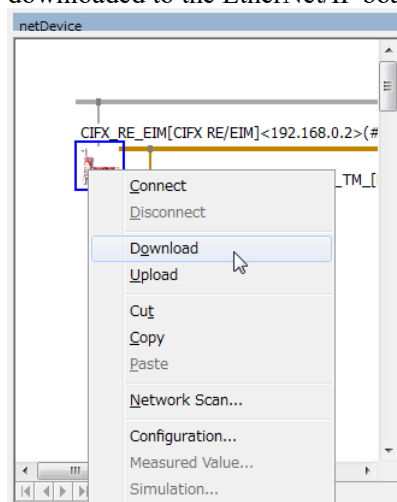 downloaded to the EtherNet/IP
netDevice
CIFX_RE_EIM[CIFX RE/EIM]<192.168.0.2>(#
_TM_[
Connect
Disconnect
Download
Upload
Cut
Copy
Paste
Network Scan...
Configuration...
Measured Value...
Simulation...